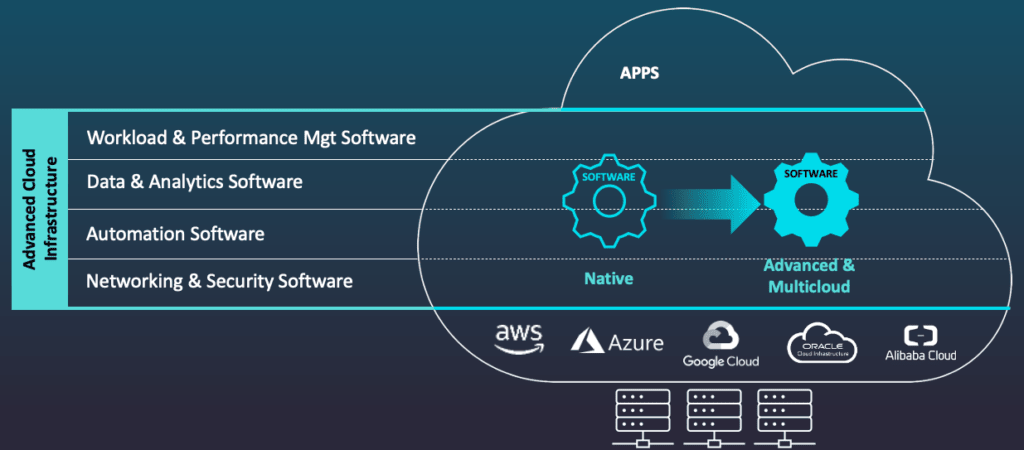 APPS
Advanced Cloud
Infrastructure
Workload & Performance Mgt Software
Data & Analytics Software
Automation Software
Networking & Security Software
SOFTWARE
SOFTWARE
Native
Advanced &
Multicloud
aws
Azure
Google Cloud
ORACLE
Cloud Infrastructure
Alibaba Cloud